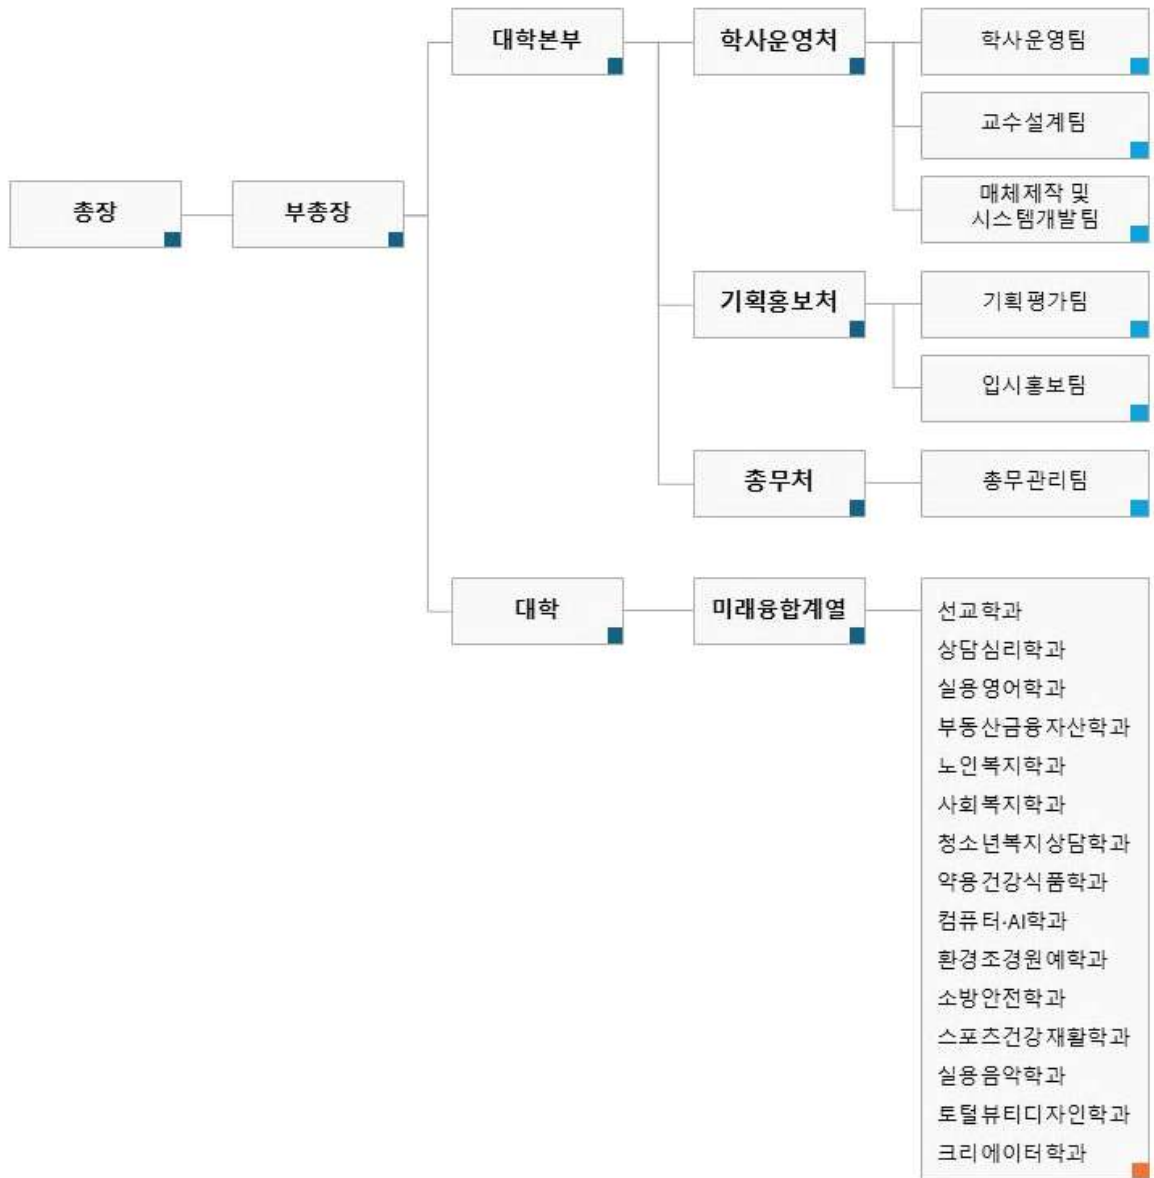 총장
부총장
대학본부
학사운영처
학사운영팀
교수설계팀
매체제작 및
시스템개발팀
기획홍보처
기획평가팀
입시홍보팀
총무처
총무관리팀
대학
미래융합계열
선교학과
상담심리학과
실용영어학과
부동산금융자산학과
노인복지학과
사회복지학과
청소년복지상담학과
약용건강식품학과
컴퓨터·AI학과
환경조경원예학과
소방안전학과
스포츠건강재활학과
실용음악학과
토털뷰티디자인학과
크리에이터학과